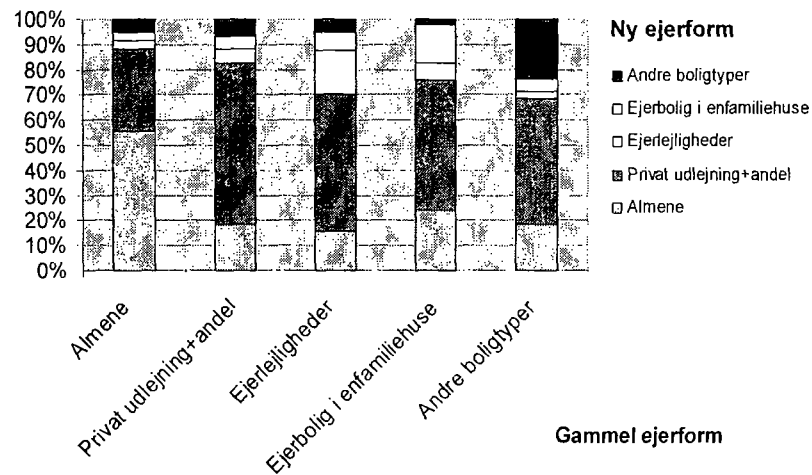 100%
90%
80%
70%
60%
50%
40%
30%
20%
10%
0%
Almene
Privat udlejning+andel
Ejerlejligheder
Ejerbolig i enfamiliehuse
Andre boligtyper
Gammel ejerform
Ny ejerform
Andre boligtyper
Ejerbolig i enfamiliehuse
Ejerlejligheder
Privat udlejning+andel
Almene